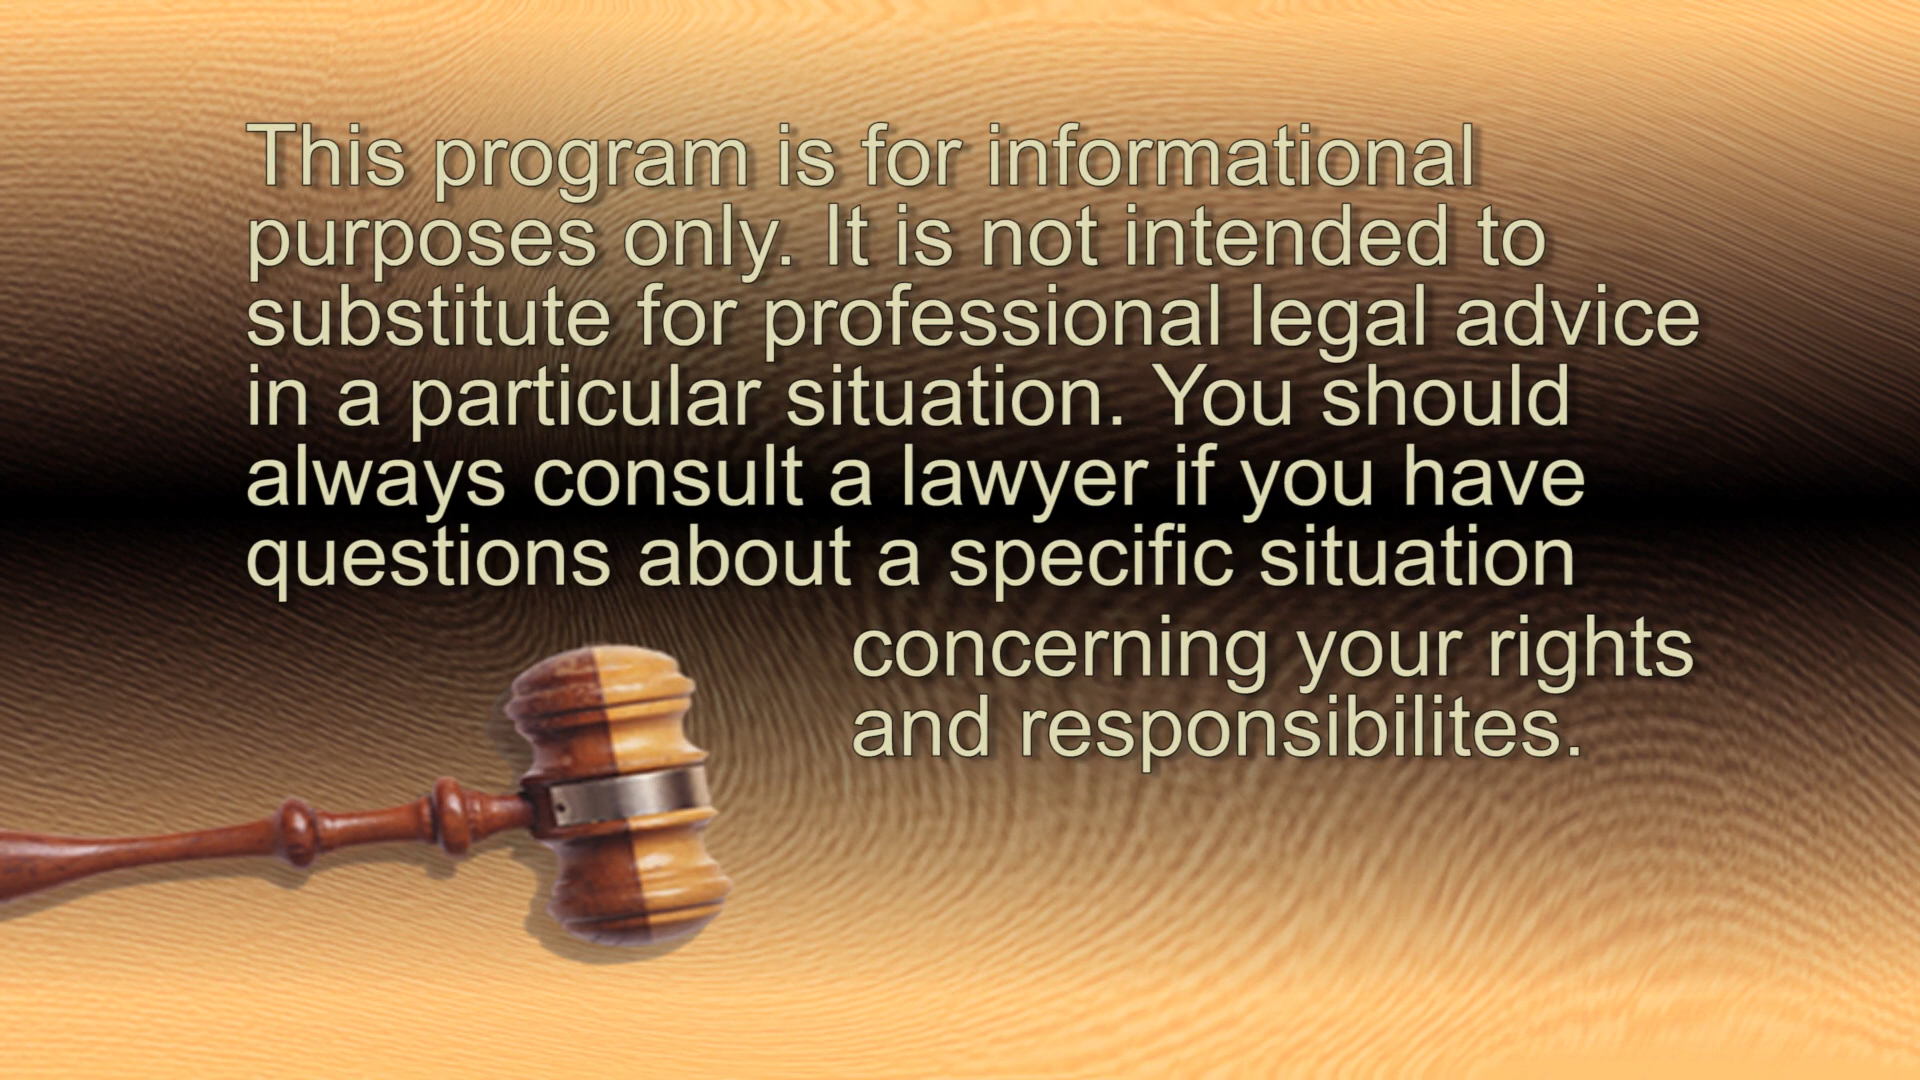 This program is for informational
purposes only. It is not intended to
substitute for professional legal advice
in a particular situation. You should
always consult a lawyer if you have
questions about a specific situation
concerning your rights
and responsibilites.